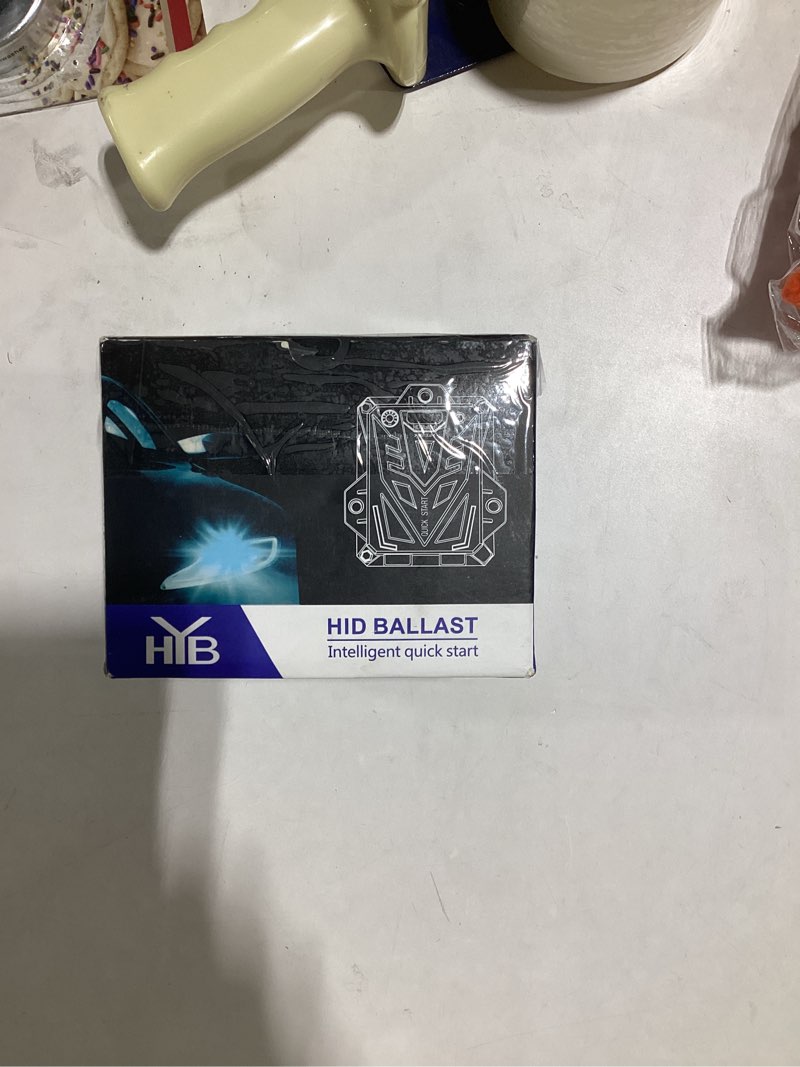 QUICK START
HYB
HID BALLAST
Intelligent quick start